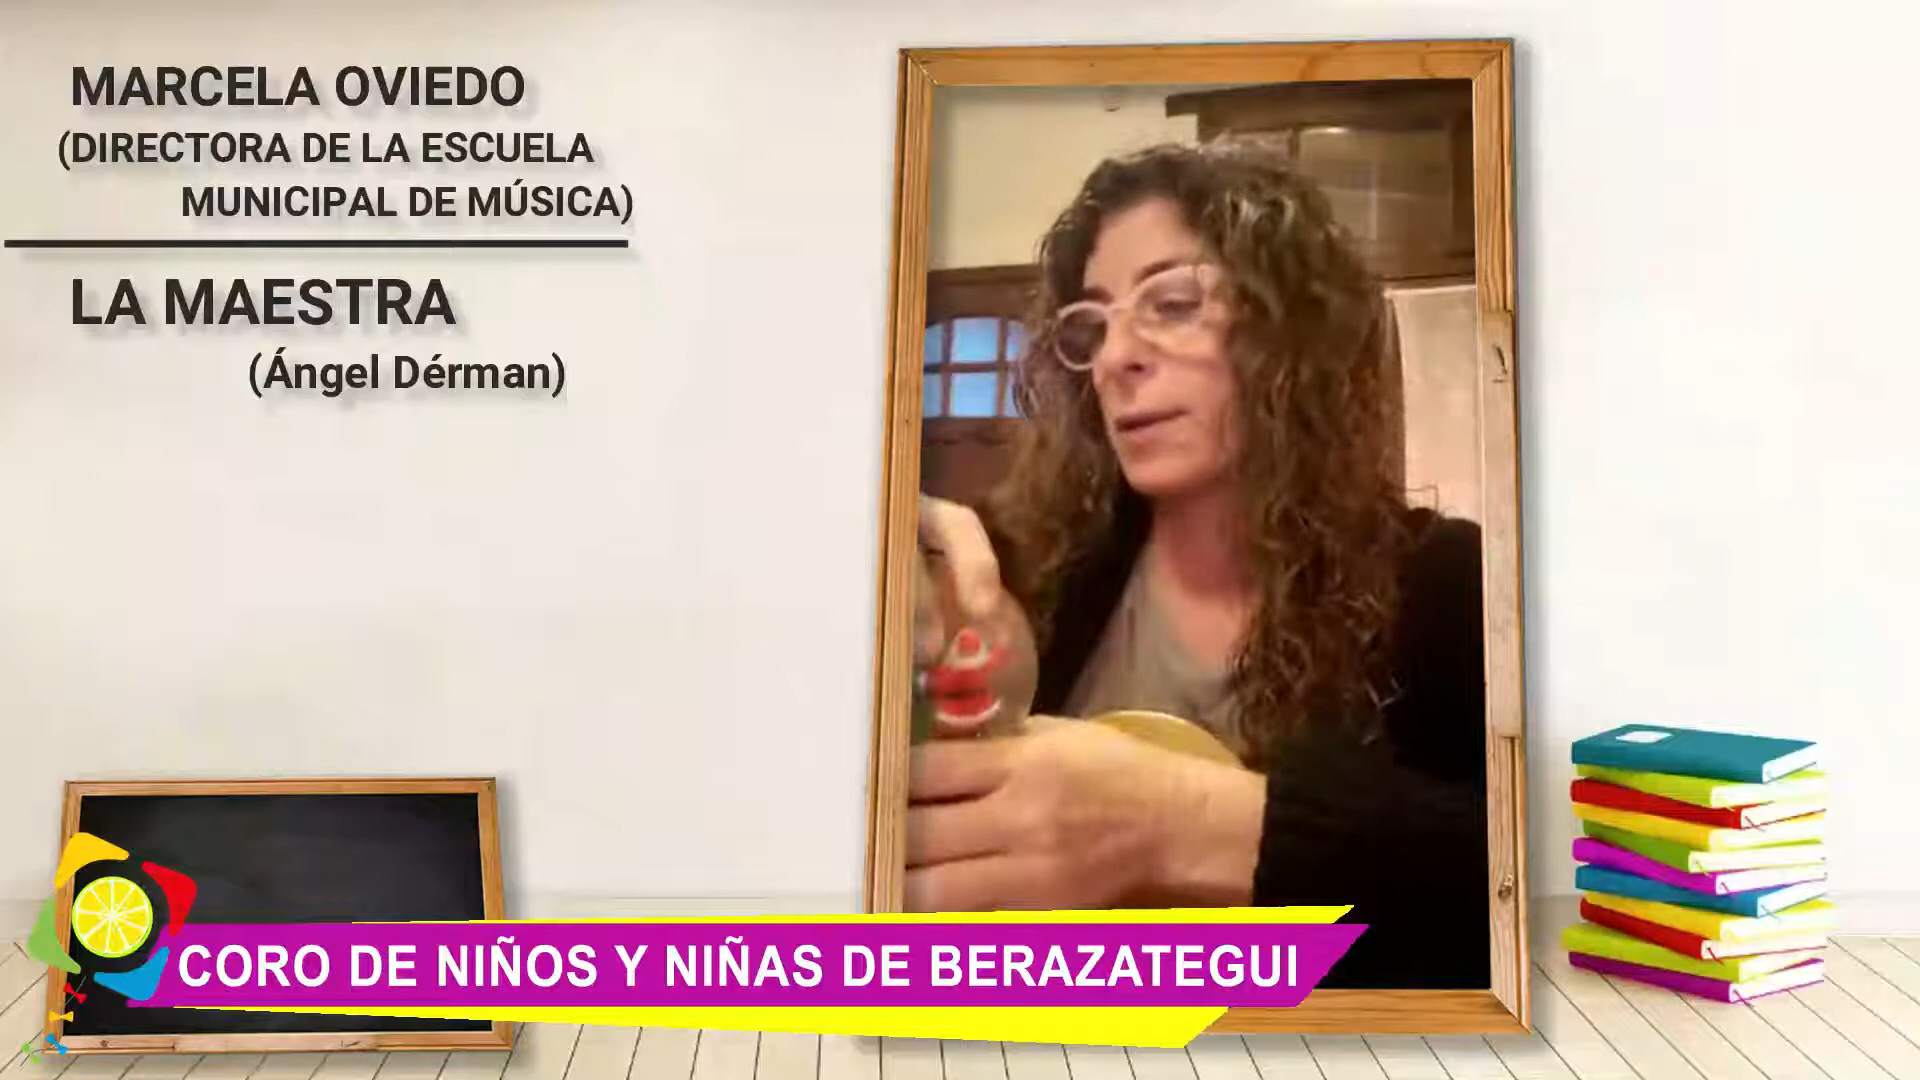 MARCELA OVIEDO
(DIRECTORA DE LA ESCUELA
MUNICIPAL DE MÚSICA)
LA MAESTRA
(Ángel Dérman)
CORO DE NIÑOS Y NIÑAS DE BERAZATEGUI